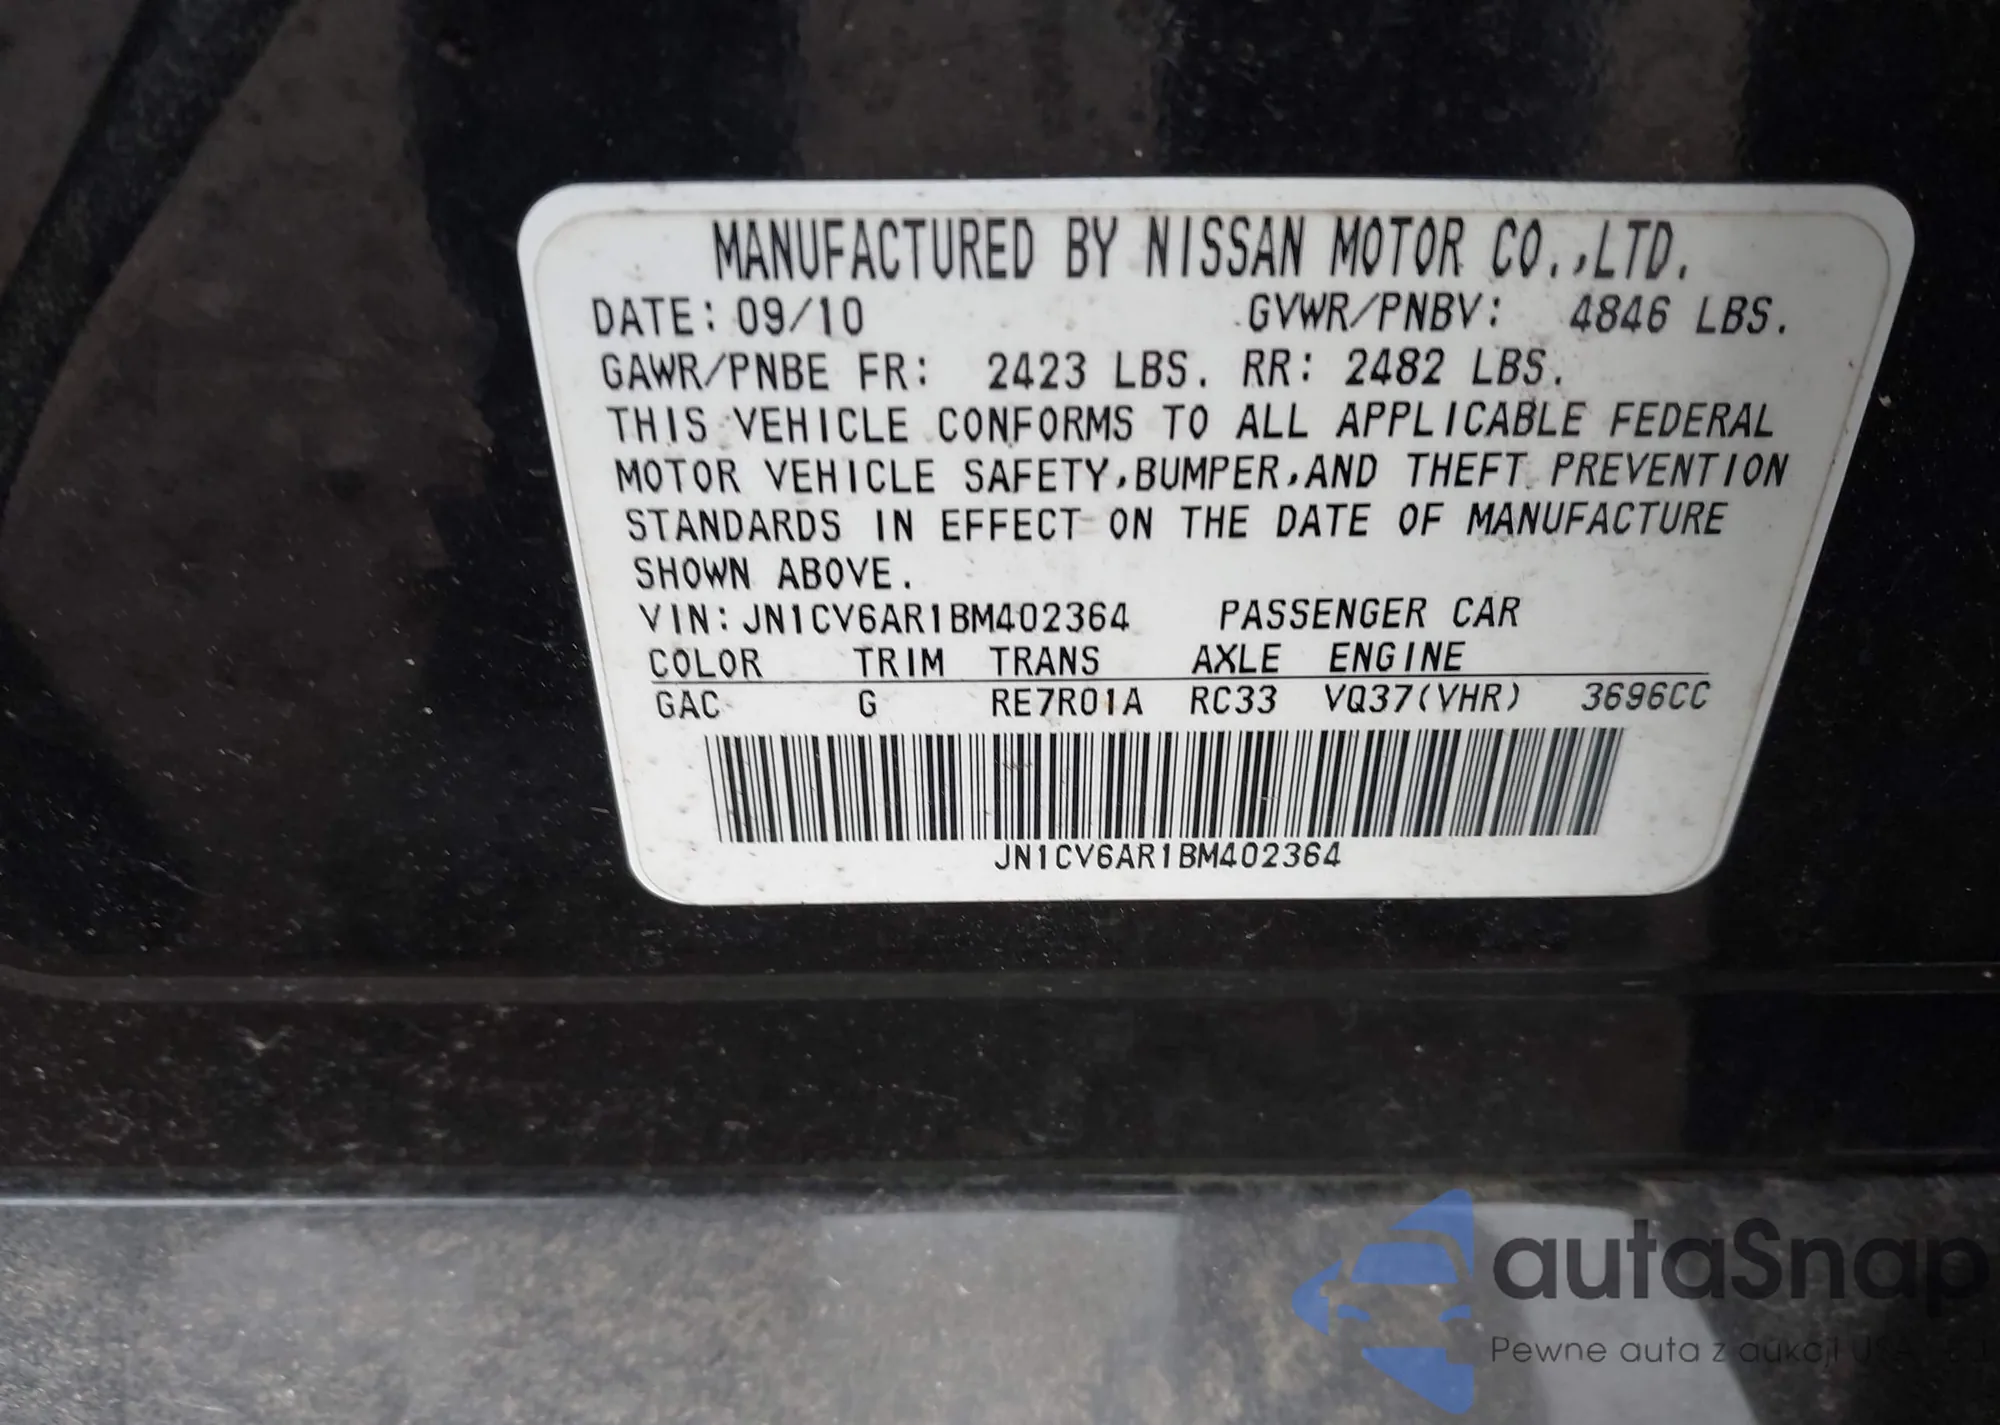 MANUFACTURED BY NISSAN MOTOR CO.,LTD.
DATE: 09/10 GVWR/PNBV: 4846 LBS.
GAWR/PNBE FR: 2423 LBS. RR: 2482 LBS.
THIS VEHICLE CONFORMS TO ALL APPLICABLE FEDERAL
MOTOR VEHICLE SAFETY,BUMPER,AND THEFT PREVENTION
STANDARDS IN EFFECT ON THE DATE OF MANUFACTURE
SHOWN ABOVE.
VIN: JN1CV6AR1BM402364 PASSENGER CAR
COLOR TRIM TRANS AXLE ENGINE
GAC G RE7R01A RC33 VQ37(VHR) 3696CC
JN1CV6AR1BM402364
autaSnap
Pewne auta z aukcji